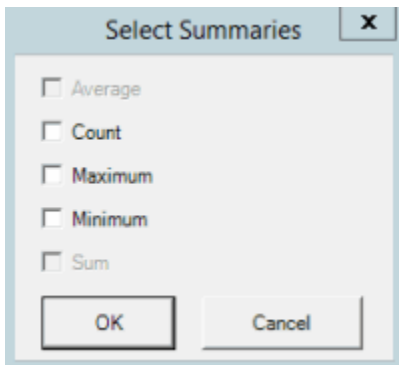 Select Summaries
x
Average
Count
Maximum
Minimum
Sum
OK Cancel